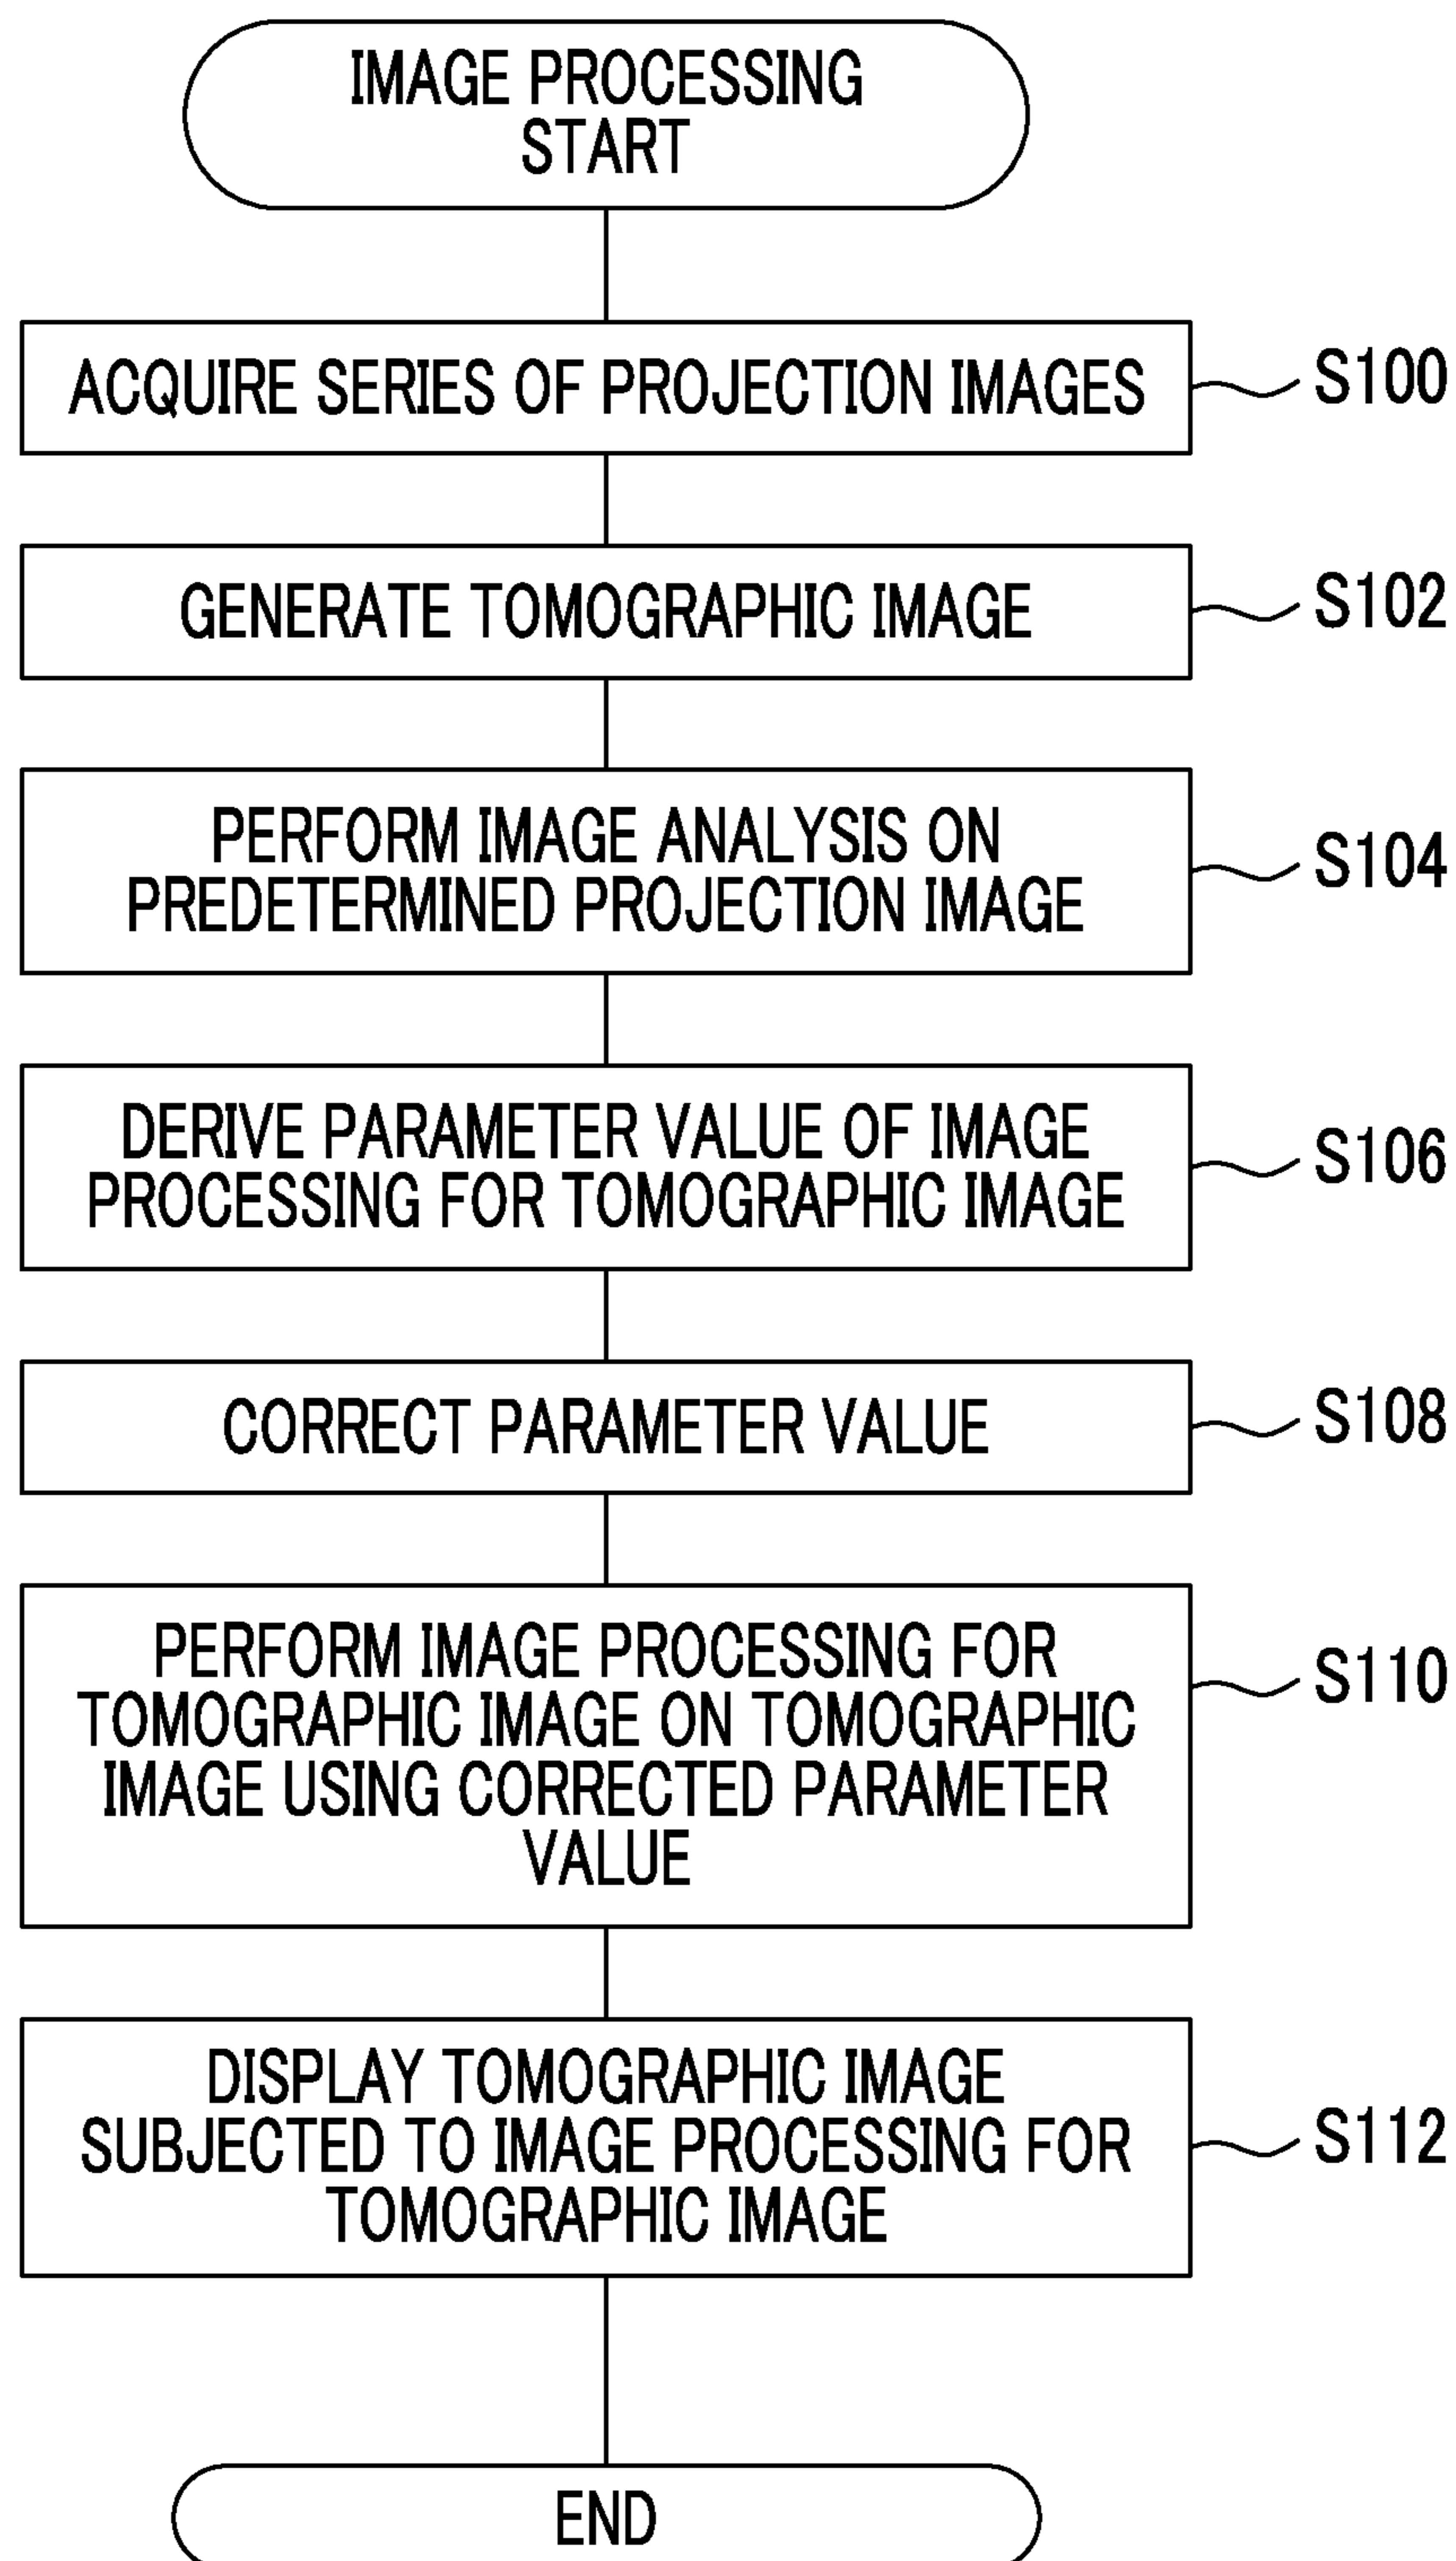 IMAGE PROCESSING
START
ACQUIRE SERIES OF PROJECTION IMAGES
S100
GENERATE TOMOGRAPHIC IMAGE
S102
PERFORM IMAGE ANALYSIS ON
PREDETERMINED PROJECTION IMAGE
S104
DERIVE PARAMETER VALUE OF IMAGE
PROCESSING FOR TOMOGRAPHIC IMAGE
S106
CORRECT PARAMETER VALUE
S108
PERFORM IMAGE PROCESSING FOR
TOMOGRAPHIC IMAGE ON TOMOGRAPHIC
IMAGE USING CORRECTED PARAMETER
VALUE
S110
DISPLAY TOMOGRAPHIC IMAGE
SUBJECTED TO IMAGE PROCESSING FOR
TOMOGRAPHIC IMAGE
S112
END